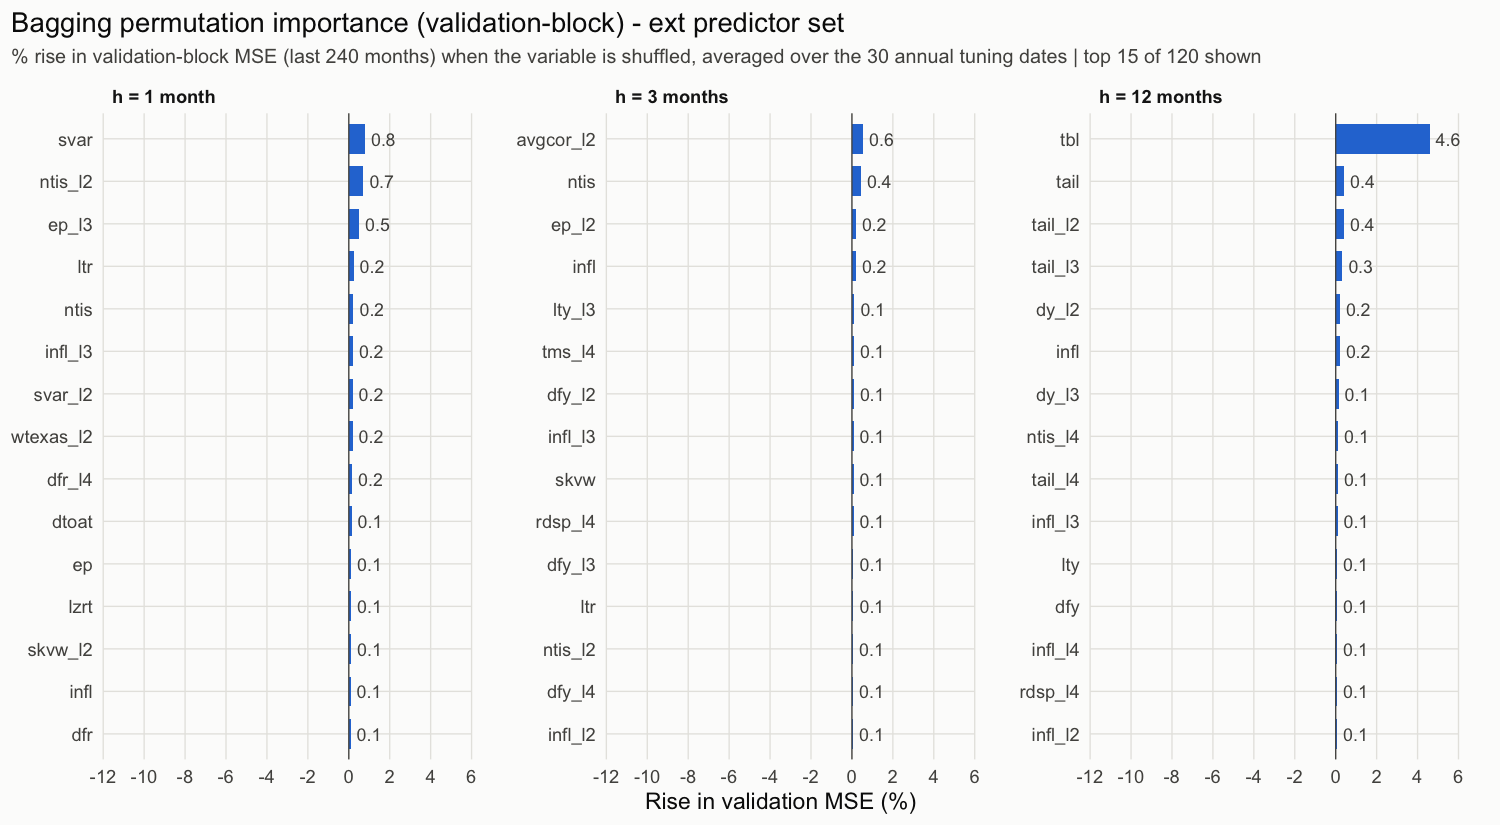 Bagging permutation importance (validation-block) - ext predictor set
% rise in validation-block MSE (last 240 months) when the variable is shuffled, averaged over the 30 annual tuning dates | top 15 of 120 shown
h = 1 month
svar 0.8
ntis_l2 0.7
ep_l3 0.5
ltr 0.2
ntis 0.2
infl_l3 0.2
svar_l2 0.2
wtexas_l2 0.2
dfr_l4 0.2
dtoat 0.1
ep 0.1
lzrt 0.1
skvw_l2 0.1
infl 0.1
dfr 0.1
-12 -10 -8 -6 -4 -2 0 2 4 6
h = 3 months
avgcor_l2 0.6
ntis 0.4
ep_l2 0.2
infl 0.2
lty_l3 0.1
tms_l4 0.1
dfy_l2 0.1
infl_l3 0.1
skvw 0.1
rdsp_l4 0.1
dfy_l3 0.1
ltr 0.1
ntis_l2 0.1
dfy_l4 0.1
infl_l2 0.1
-12 -10 -8 -6 -4 -2 0 2 4 6
h = 12 months
tbl 4.6
tail 0.4
tail_l2 0.4
tail_l3 0.3
dy_l2 0.2
infl 0.2
dy_l3 0.1
ntis_l4 0.1
tail_l4 0.1
infl_l3 0.1
lty 0.1
dfy 0.1
infl_l4 0.1
rdsp_l4 0.1
infl_l2 0.1
-12 -10 -8 -6 -4 -2 0 2 4 6
Rise in validation MSE (%)